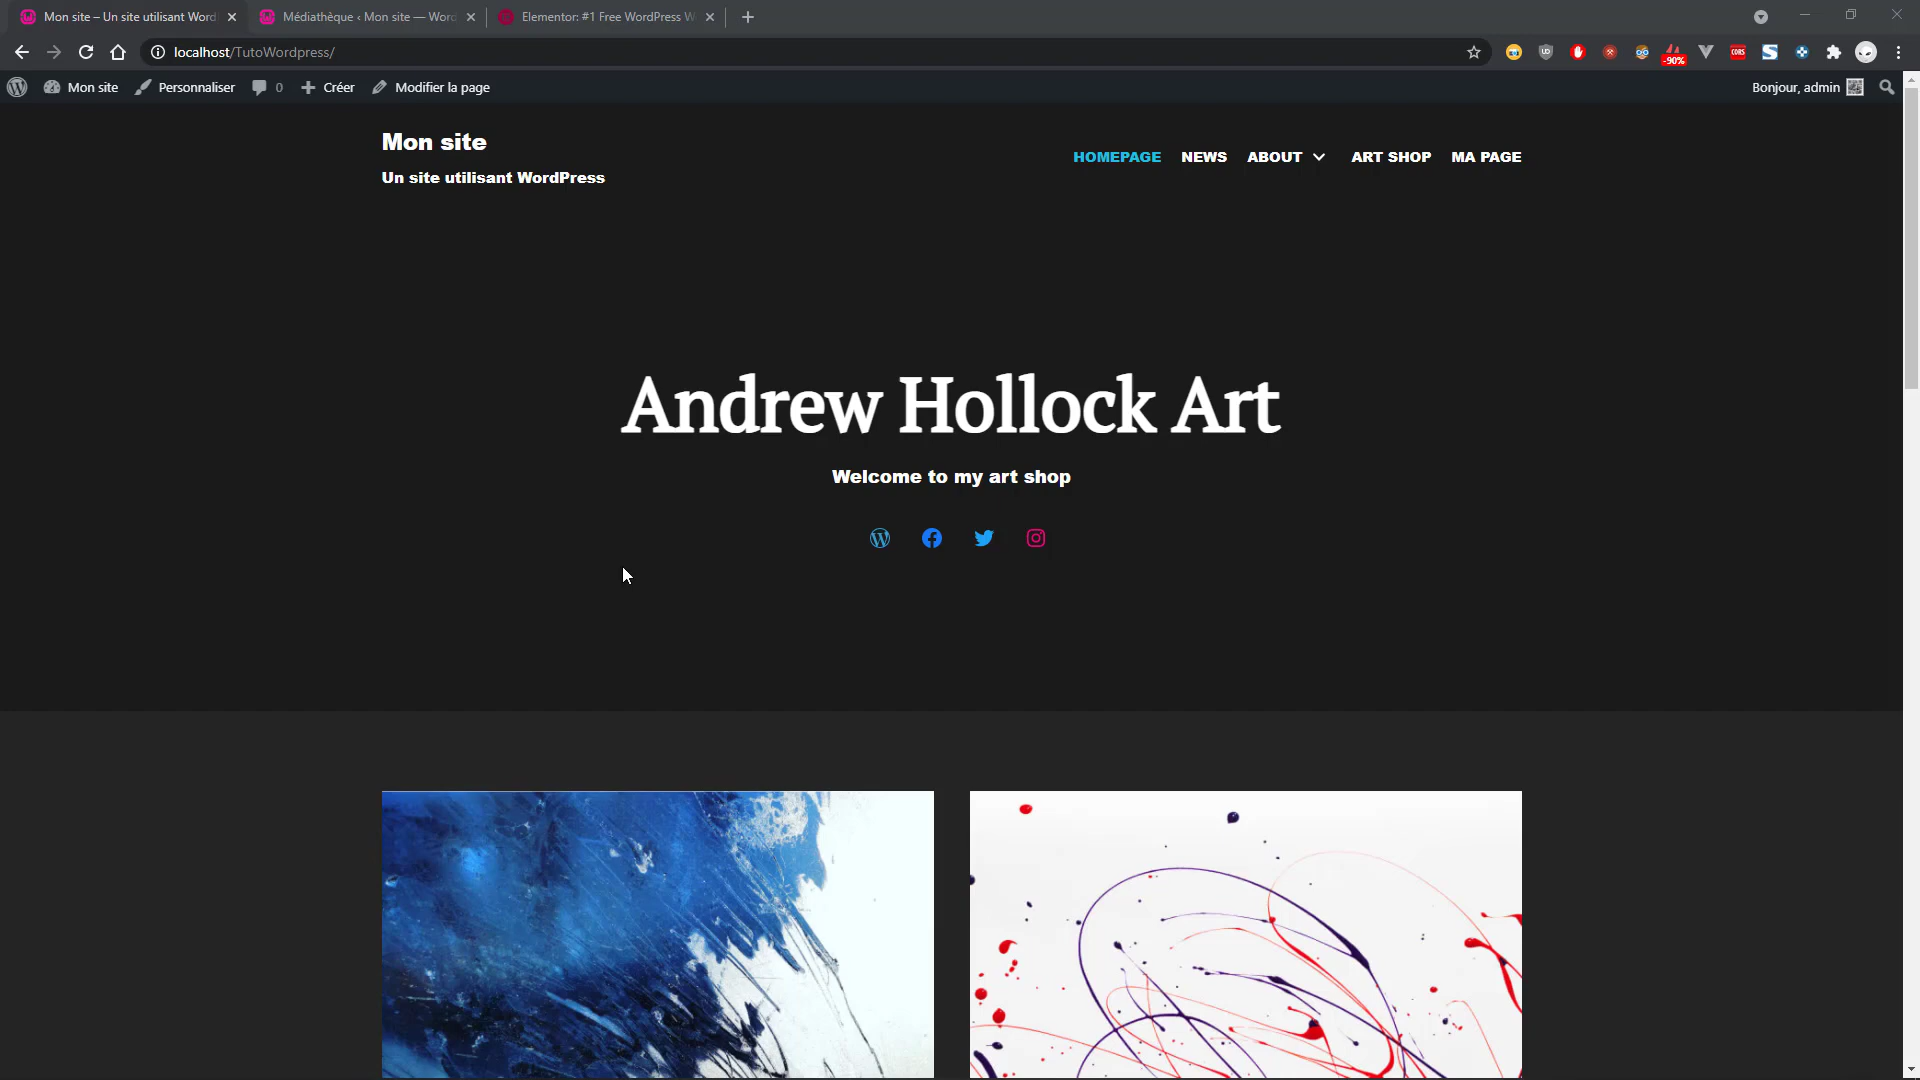 Mon site – Un site utilisant Word
Médiathèque ‹ Mon site — Word
Elementor: #1 Free WordPress W
localhost/TutoWordpress/
-90%
CORS
Mon site
Personnaliser
0
Créer
Modifier la page
Bonjour, admin
Mon site
Un site utilisant WordPress
HOMEPAGE
NEWS
ABOUT
ART SHOP
MA PAGE
Andrew Hollock Art
Welcome to my art shop